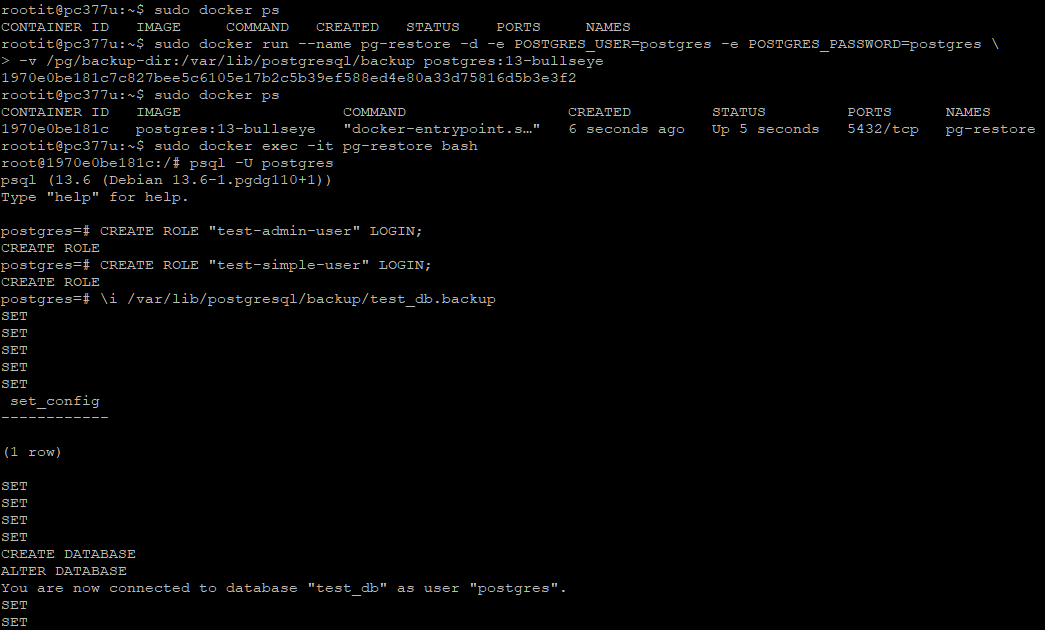 rootit@pc377u:~$ sudo docker ps
CONTAINER ID   IMAGE     COMMAND   CREATED   STATUS    PORTS     NAMES
rootit@pc377u:~$ sudo docker run --name pg-restore -d -e POSTGRES_USER=postgres -e POSTGRES_PASSWORD=postgres \
> -v /pg/backup-dir:/var/lib/postgresql/backup postgres:13-bullseye
1970e0be181c7c827bee5c6105e17b2c5b39ef588ed4e80a33d75816d5b3e3f2
rootit@pc377u:~$ sudo docker ps
CONTAINER ID   IMAGE                  COMMAND                  CREATED         STATUS         PORTS      NAMES
1970e0be181c   postgres:13-bullseye   "docker-entrypoint.s…"   6 seconds ago   Up 5 seconds   5432/tcp   pg-restore
rootit@pc377u:~$ sudo docker exec -it pg-restore bash
root@1970e0be181c:/# psql -U postgres
psql (13.6 (Debian 13.6-1.pgdg110+1))
Type "help" for help.

postgres=# CREATE ROLE "test-admin-user" LOGIN;
CREATE ROLE
postgres=# CREATE ROLE "test-simple-user" LOGIN;
CREATE ROLE
postgres=# \i /var/lib/postgresql/backup/test_db.backup
SET
SET
SET
SET
SET
 set_config
------------

(1 row)

SET
SET
SET
SET
CREATE DATABASE
ALTER DATABASE
You are now connected to database "test_db" as user "postgres".
SET
SET